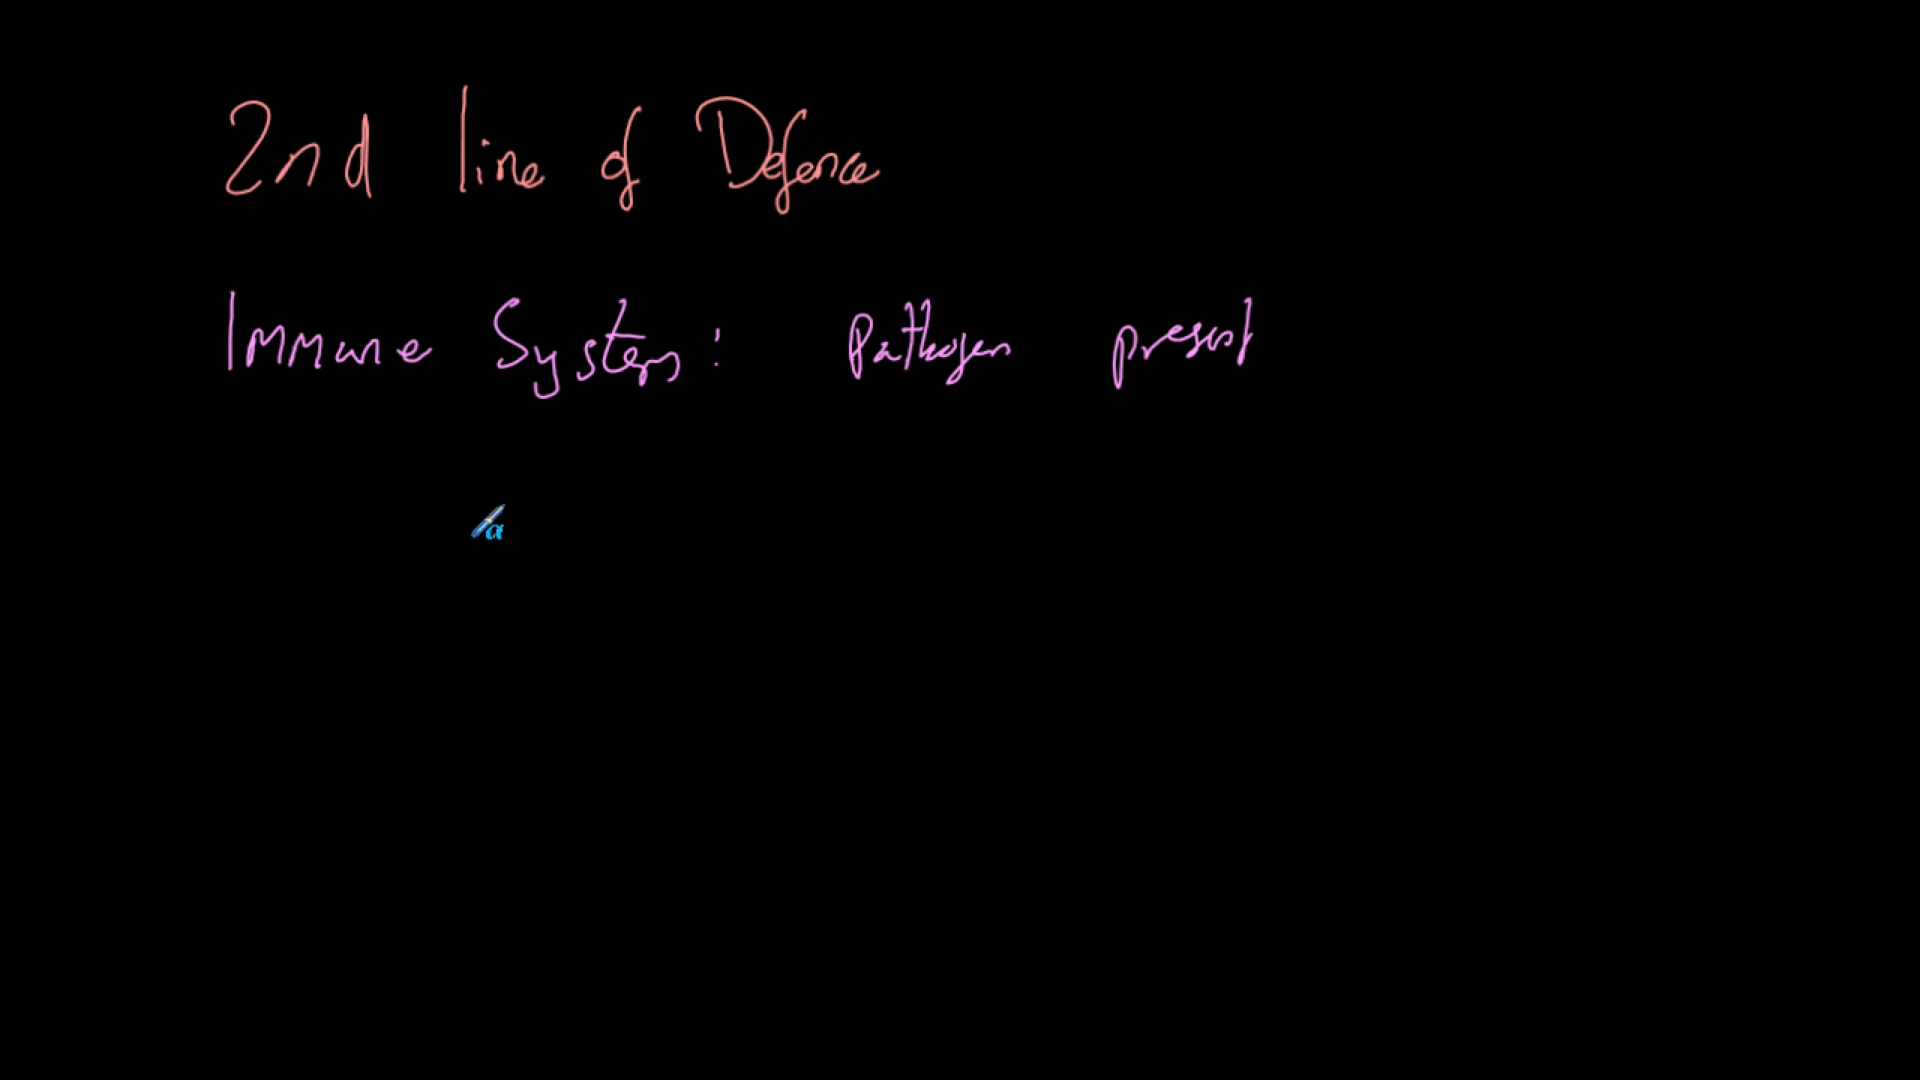 2nd line of Defence
Immune System: Pathogen present